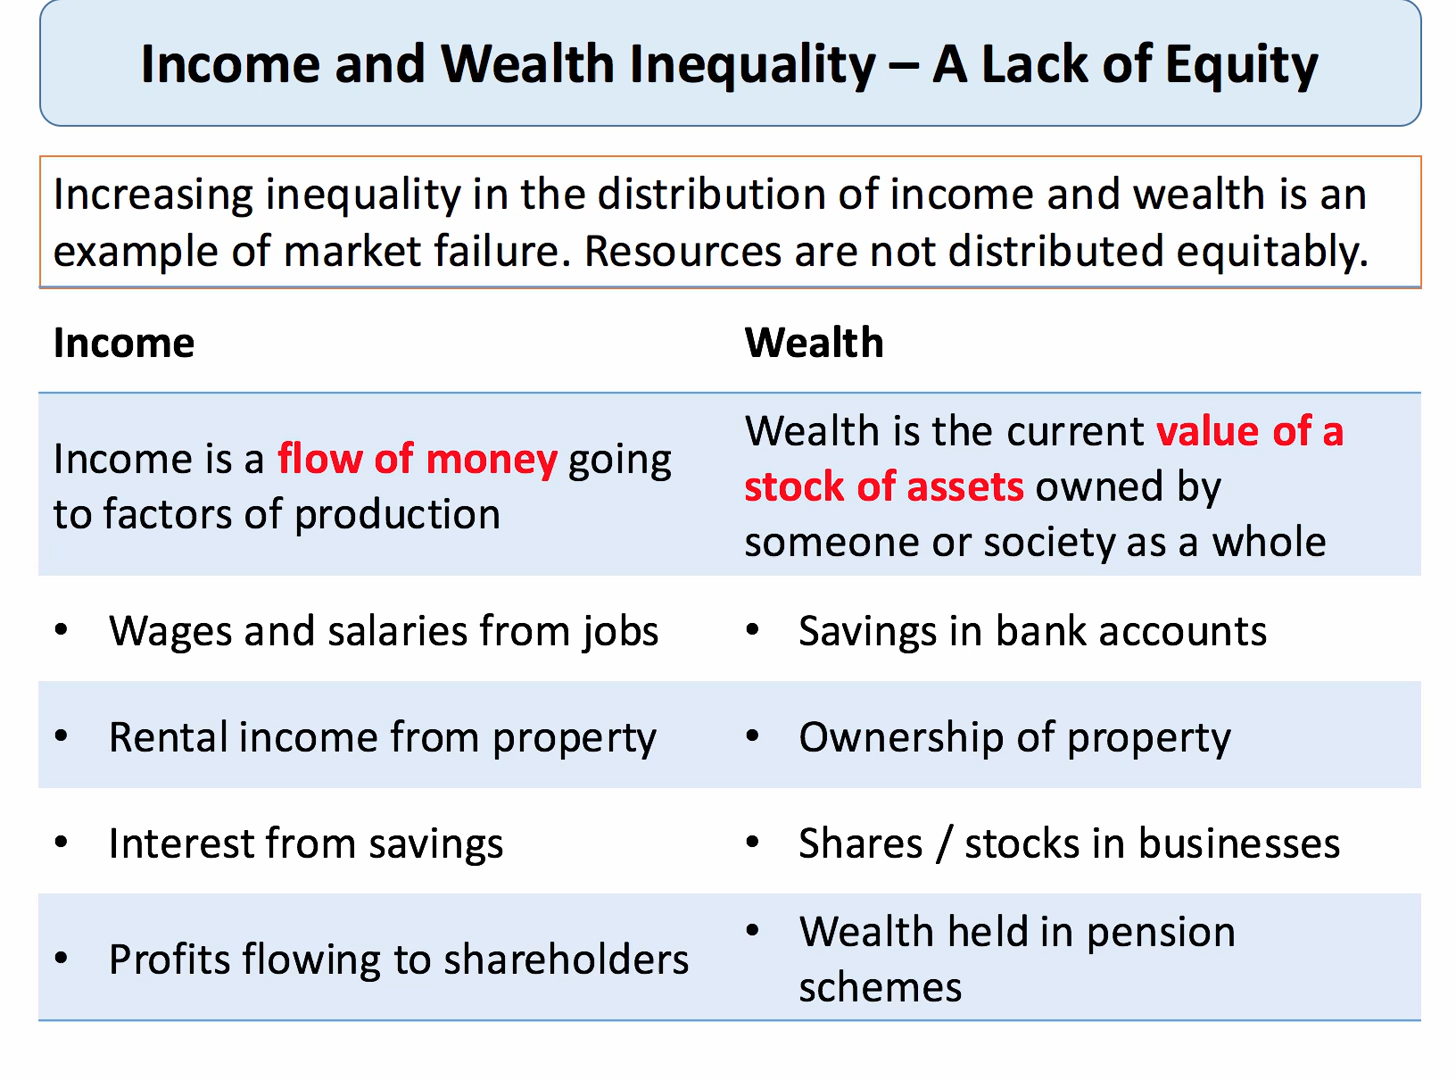 Income and Wealth Inequality – A Lack of Equity
Increasing inequality in the distribution of income and wealth is an
example of market failure. Resources are not distributed equitably.
Income
Wealth
Income is a flow of money going
to factors of production
Wealth is the current value of a
stock of assets owned by
someone or society as a whole
• Wages and salaries from jobs
• Savings in bank accounts
• Rental income from property
• Ownership of property
• Interest from savings
• Shares / stocks in businesses
• Profits flowing to shareholders
• Wealth held in pension
schemes